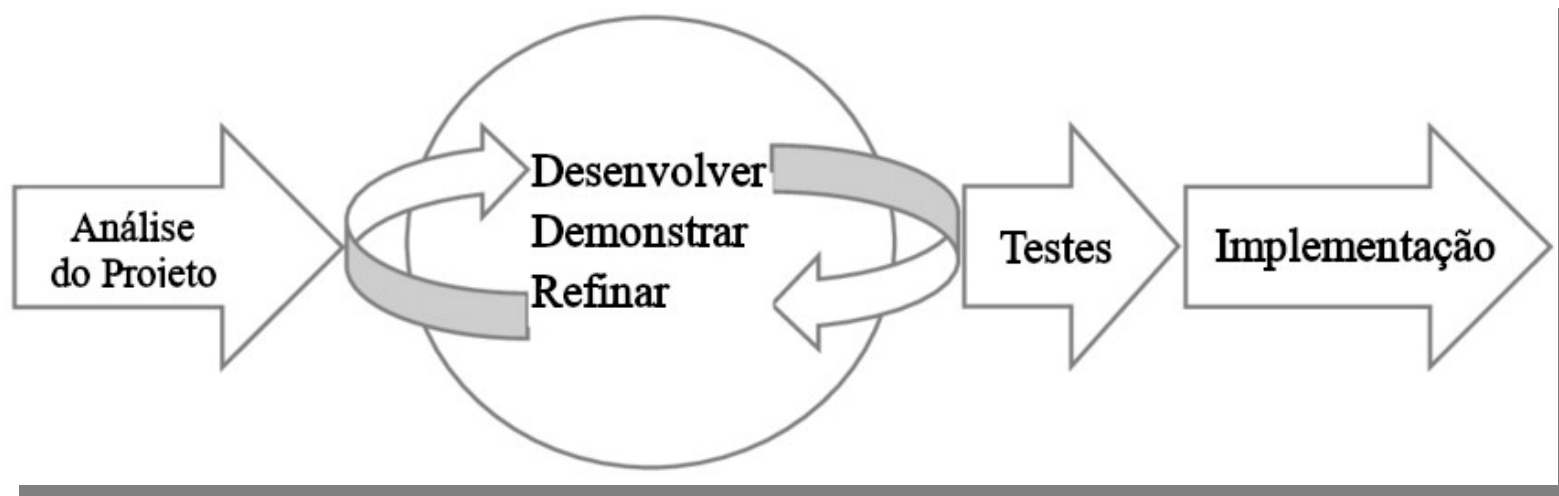 Análise
do Projeto
Desenvolver
Demonstrar
Refinar
Testes
Implementação